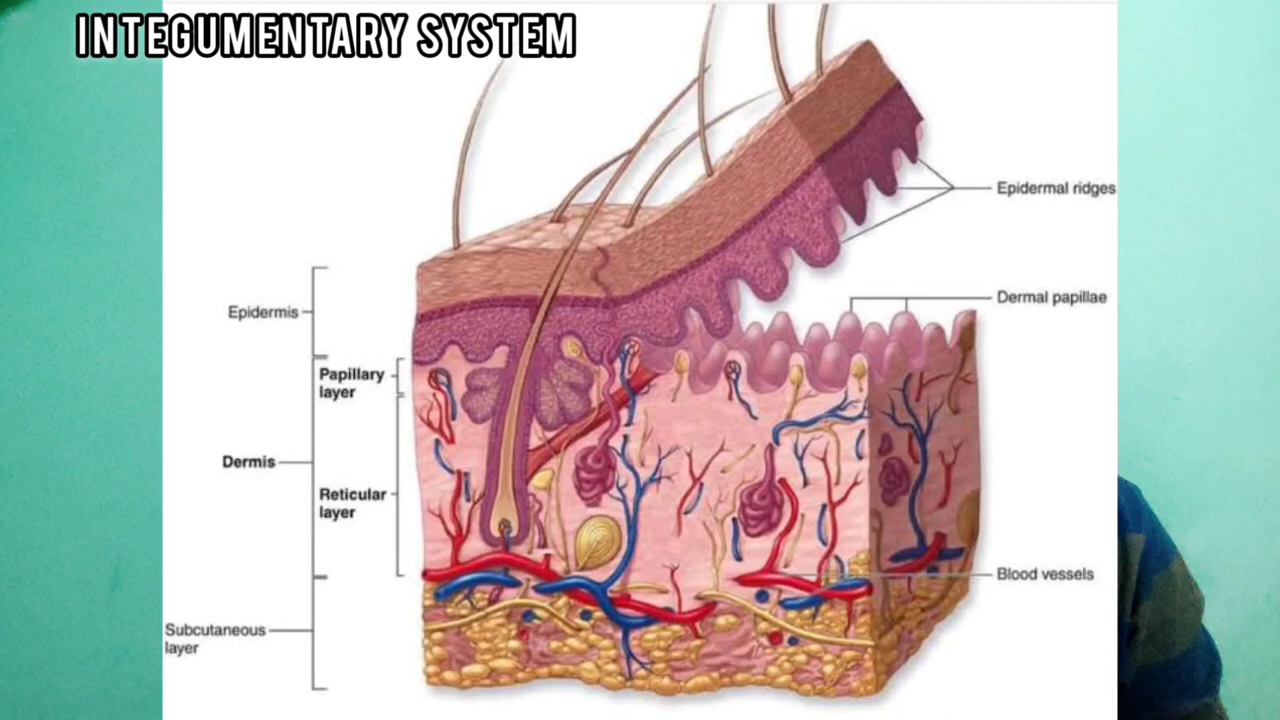 INTEGUMENTARY SYSTEM
Epidermal ridges
Dermal papillae
Epidermis
Papillary
layer
Dermis
Reticular
layer
Blood vessels
Subcutaneous
layer